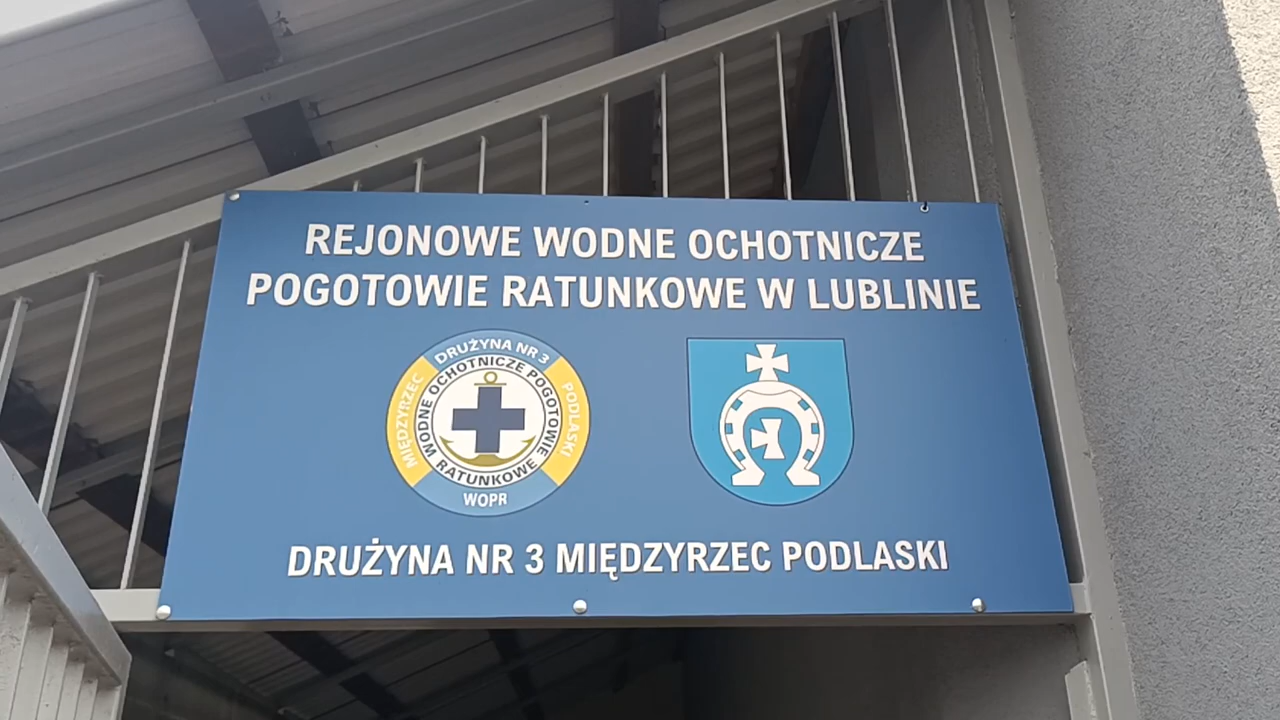 REJONOWE WODNE OCHOTNICZE
POGOTOWIE RATUNKOWE W LUBLINIE
DRUŻYNA NR 3
MIĘDZYRZEC
PODLASKI
WODNE OCHOTNICZE POGOTOWIE
RATUNKOWE
WOPR
DRUŻYNA NR 3 MIĘDZYRZEC PODLASKI